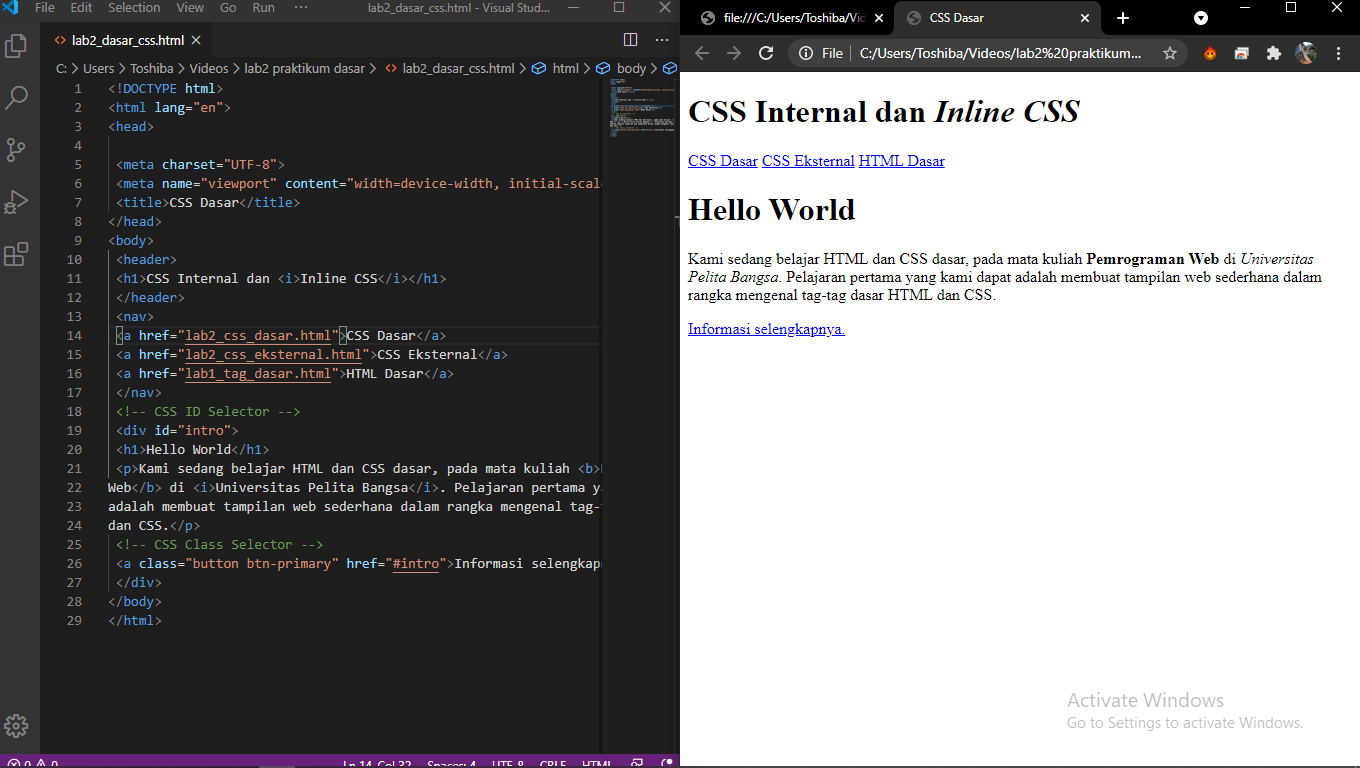 File Edit Selection View Go Run ··· lab2_dasar_css.html - Visual Stud...
lab2_dasar_css.html
C: > Users > Toshiba > Videos > lab2 praktikum dasar > lab2_dasar_css.html > html > body >
1 <!DOCTYPE html>
2 <html lang="en">
3 <head>
4
5 <meta charset="UTF-8">
6 <meta name="viewport" content="width=device-width, initial-scal
7 <title>CSS Dasar</title>
8 </head>
9 <body>
10 <header>
11 <h1>CSS Internal dan <i>Inline CSS</i></h1>
12 </header>
13 <nav>
14 <a href="lab2_css_dasar.html">CSS Dasar</a>
15 <a href="lab2_css_eksternal.html">CSS Eksternal</a>
16 <a href="lab1_tag_dasar.html">HTML Dasar</a>
17 </nav>
18 <!-- CSS ID Selector -->
19 <div id="intro">
20 <h1>Hello World</h1>
21 <p>Kami sedang belajar HTML dan CSS dasar, pada mata kuliah <b>
22 Web</b> di <i>Universitas Pelita Bangsa</i>. Pelajaran pertama y
23 adalah membuat tampilan web sederhana dalam rangka mengenal tag-
24 dan CSS.</p>
25 <!-- CSS Class Selector -->
26 <a class="button btn-primary" href="#intro">Informasi selengkap
27 </div>
28 </body>
29 </html>
0 0 Ln 14, Col 32 Spaces: 4 UTF-8 CRLF HTML
file:///C:/Users/Toshiba/Vid CSS Dasar
File C:/Users/Toshiba/Videos/lab2%20praktikum...
CSS Internal dan Inline CSS
CSS Dasar CSS Eksternal HTML Dasar
Hello World
Kami sedang belajar HTML dan CSS dasar, pada mata kuliah Pemrograman Web di Universitas
Pelita Bangsa. Pelajaran pertama yang kami dapat adalah membuat tampilan web sederhana dalam
rangka mengenal tag-tag dasar HTML dan CSS.
Informasi selengkapnya.
Activate Windows
Go to Settings to activate Windows.